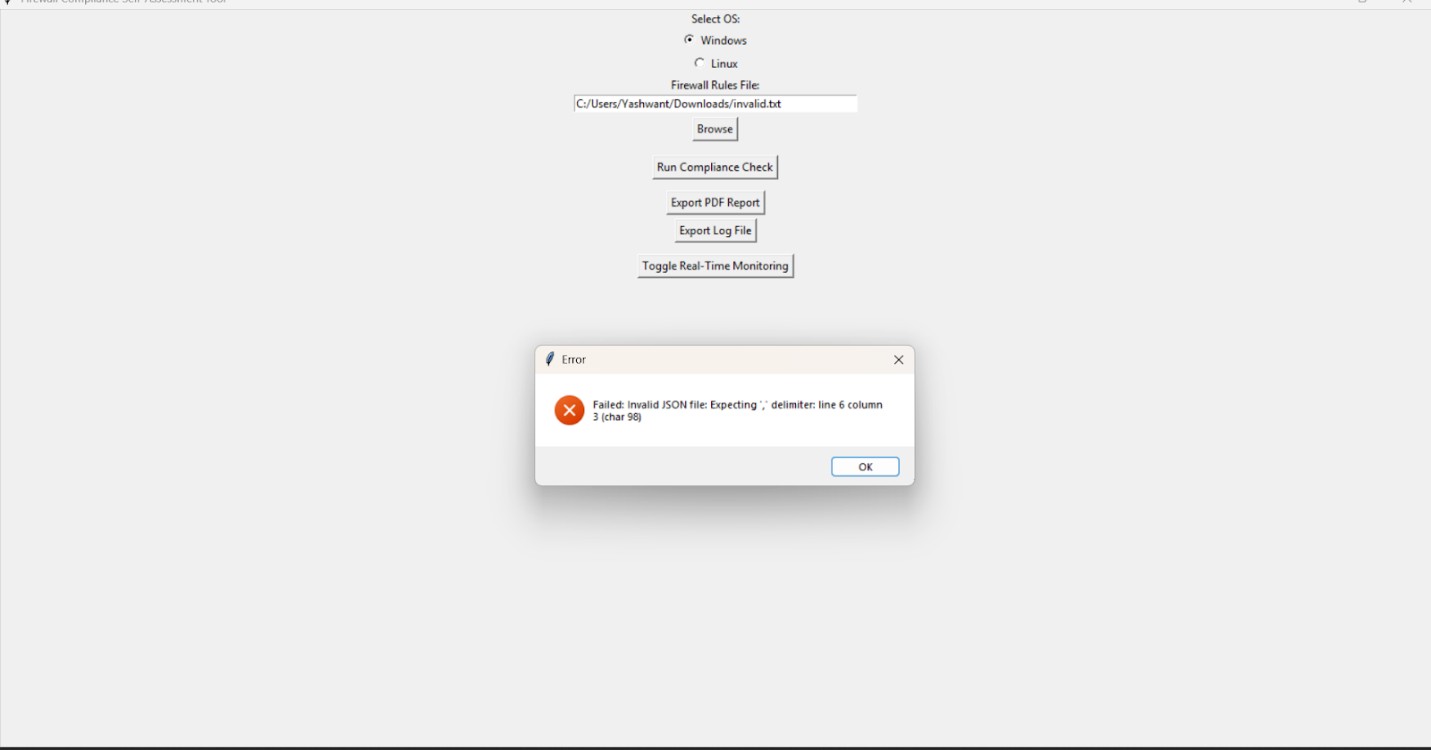 Firewall Compliance Self-Assessment Tool
Select OS:
Windows
Linux
Firewall Rules File:
C:/Users/Yashwant/Downloads/invalid.txt
Browse
Run Compliance Check
Export PDF Report
Export Log File
Toggle Real-Time Monitoring
Error
Failed: Invalid JSON file: Expecting ',' delimiter: line 6 column
3 (char 98)
OK